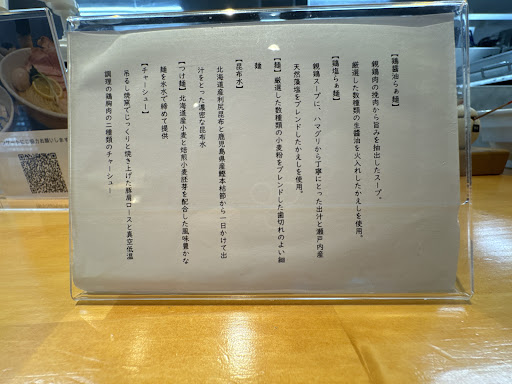 【鶏醤油らぁ麺】
親鶏肉の挽肉から旨みを抽出したスープ。
厳選した数種類の生醤油を火入れしたかえしを使用。
【鶏塩らぁ麺】
親鶏スープに、ハマグリから丁寧にとった出汁と瀬戸内産
天然藻塩をブレンドしたかえしを使用。
【麺】厳選した数種類の小麦粉をブレンドした歯切れのよい細
麺
【昆布水】
北海道産利尻昆布と鹿児島県産鰹本枯節から一日かけて出
汁をとった濃密な昆布水
【つけ麺】北海道産小麦と焙煎小麦胚芽を配合した風味豊かな
麺を氷水で締めて提供
【チャーシュー】
吊るし焼窯でじっくりと焼き上げた豚肩ロースと真空低温
調理の鶏胸肉の二種類のチャーシュー